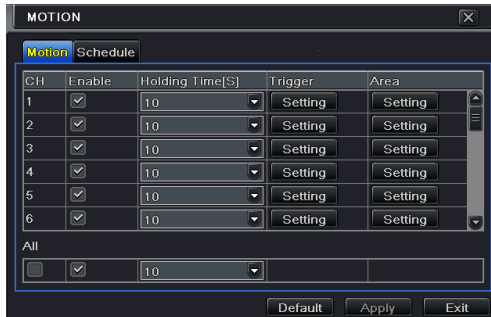 MOTION
Motion Schedule
CH Enable Holding Time[S] Trigger Area
1 10 Setting Setting
2 10 Setting Setting
3 10 Setting Setting
4 10 Setting Setting
5 10 Setting Setting
6 10 Setting Setting
All
10
Default Apply Exit